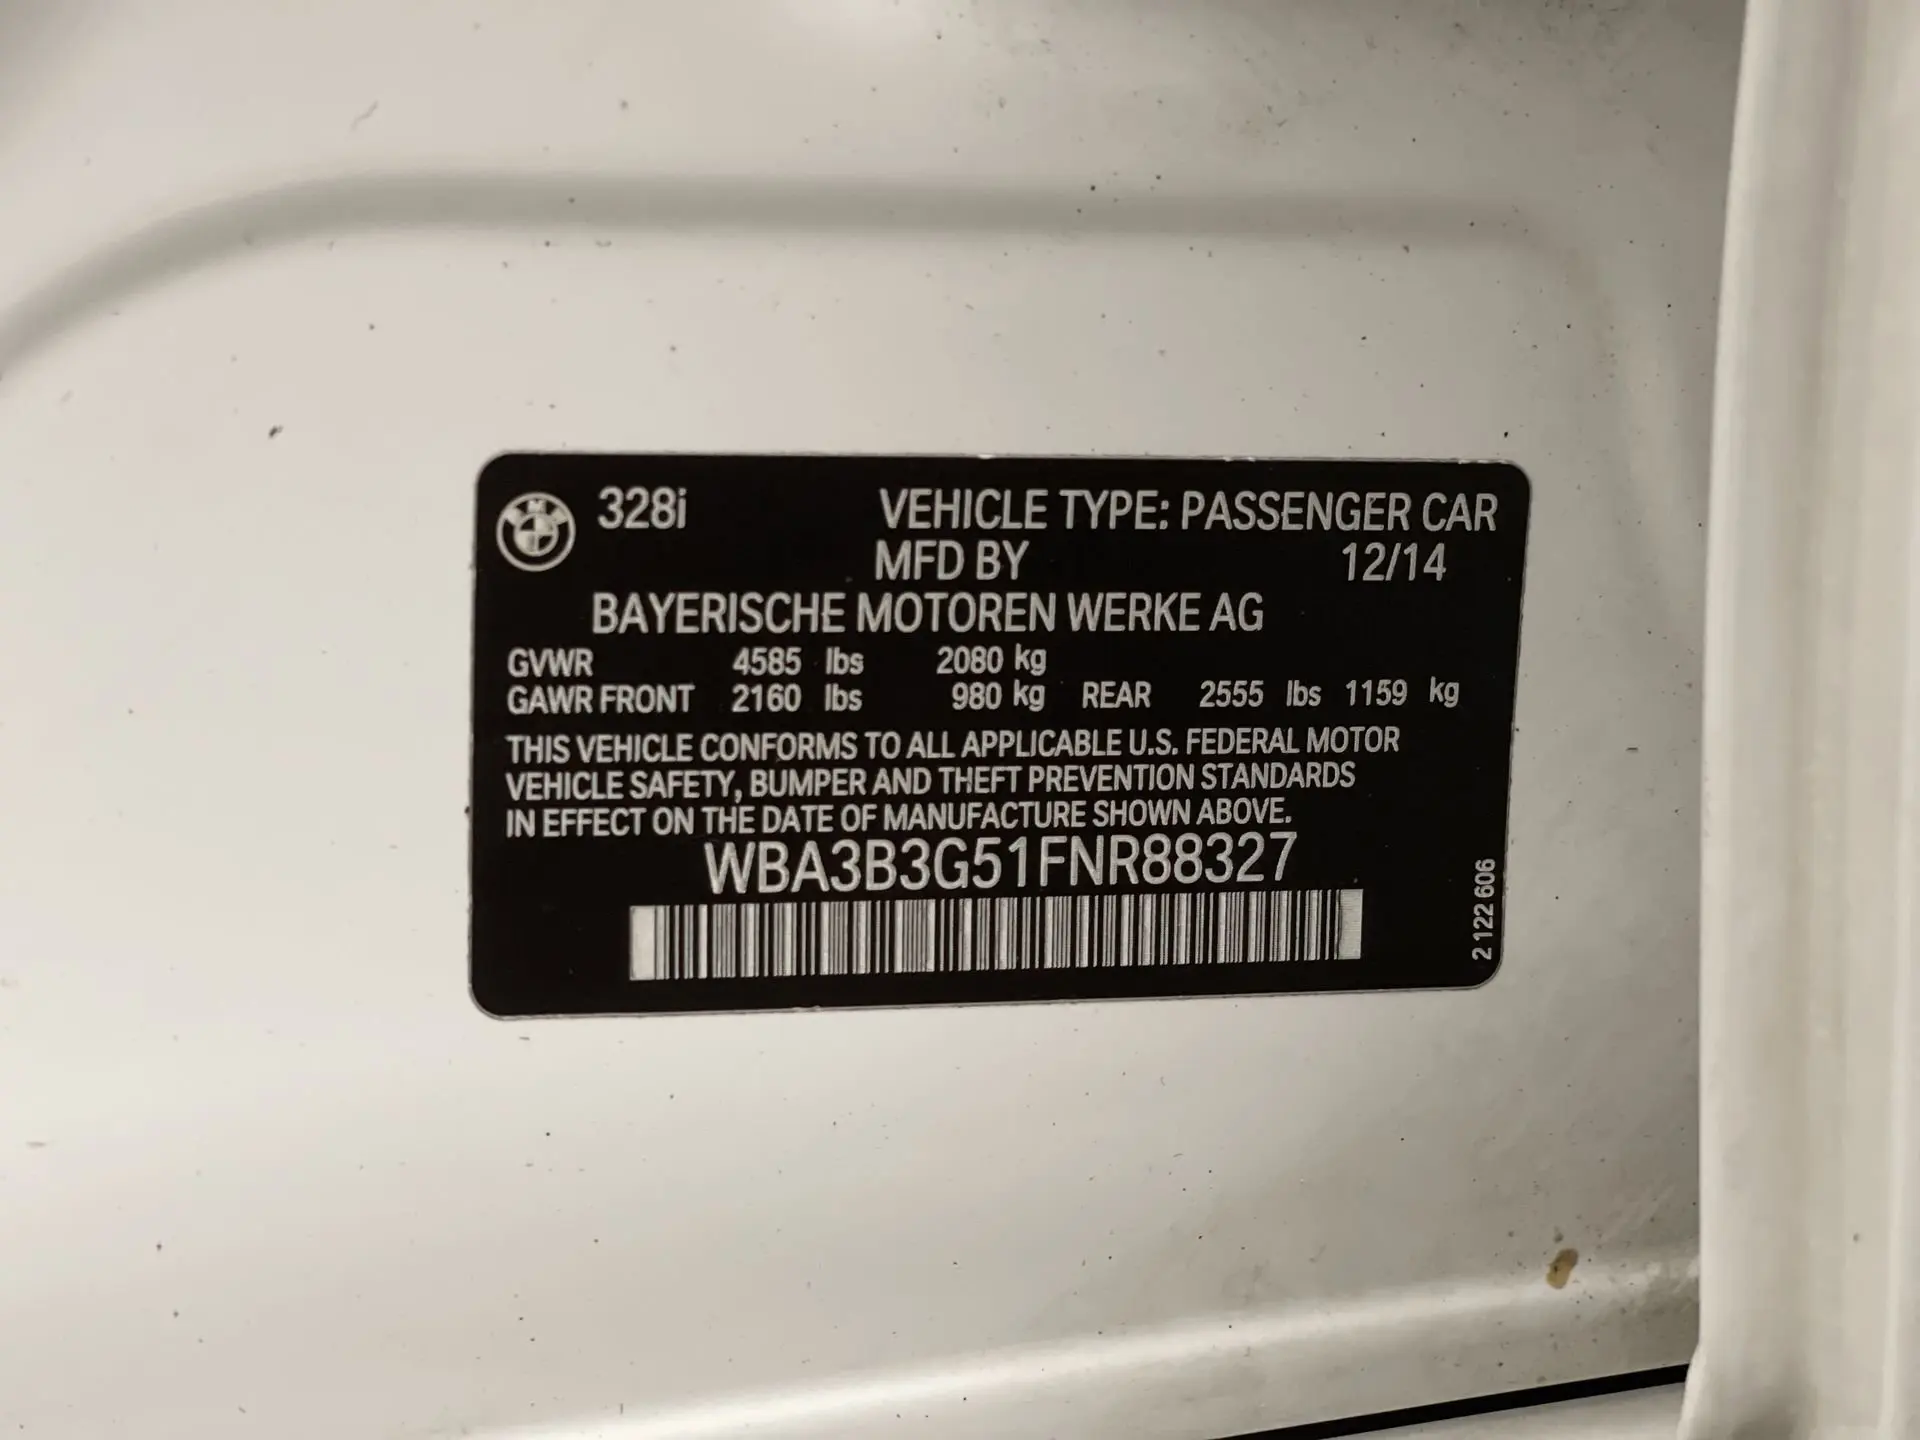 BMW 328i VEHICLE TYPE: PASSENGER CAR
MFD BY 12/14
BAYERISCHE MOTOREN WERKE AG
GVWR 4585 lbs 2080 kg
GAWR FRONT 2160 lbs 980 kg REAR 2555 lbs 1159 kg
THIS VEHICLE CONFORMS TO ALL APPLICABLE U.S. FEDERAL MOTOR
VEHICLE SAFETY, BUMPER AND THEFT PREVENTION STANDARDS
IN EFFECT ON THE DATE OF MANUFACTURE SHOWN ABOVE.
WBA3B3G51FNR88327
2 122 606